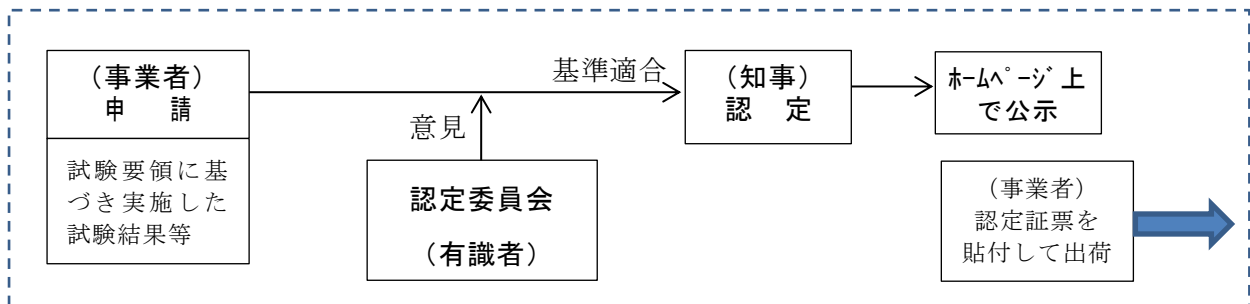 （事業者）
申　請
試験要領に基
づき実施した
試験結果等
基準適合
意見
認定委員会
（有識者）
（知事）
認　定
ﾎｰﾑﾍﾟｰｼﾞ上
で公示
（事業者）
認定証票を
貼付して出荷